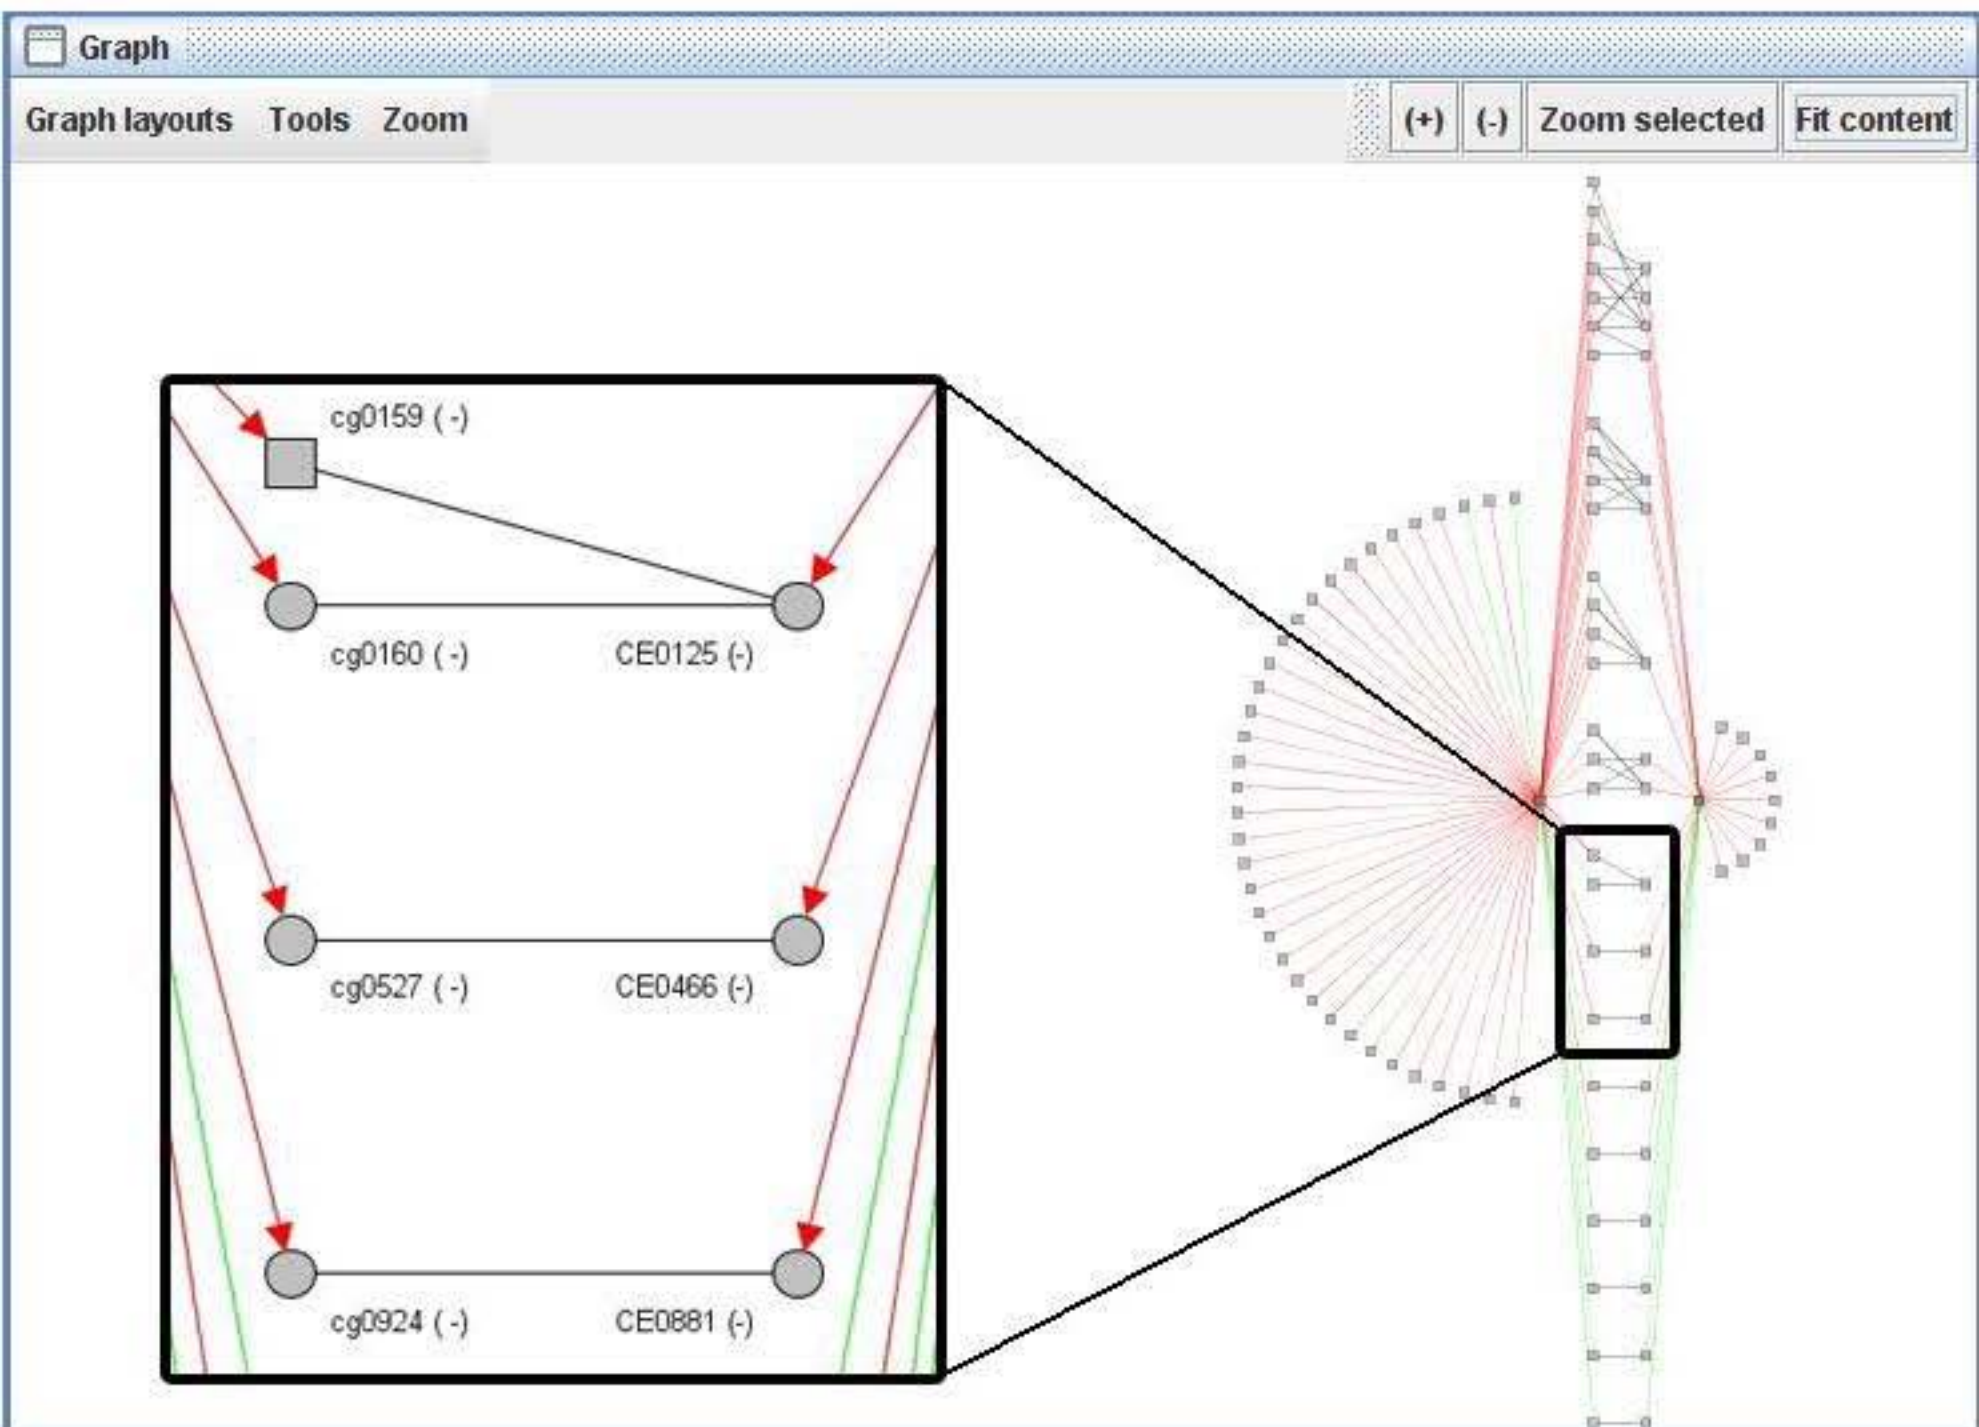 Graph
Graph layouts Tools Zoom (+) (-) Zoom selected Fit content
cg0159 (-)
cg0160 (-) CE0125 (-)
cg0527 (-) CE0466 (-)
cg0924 (-) CE0881 (-)